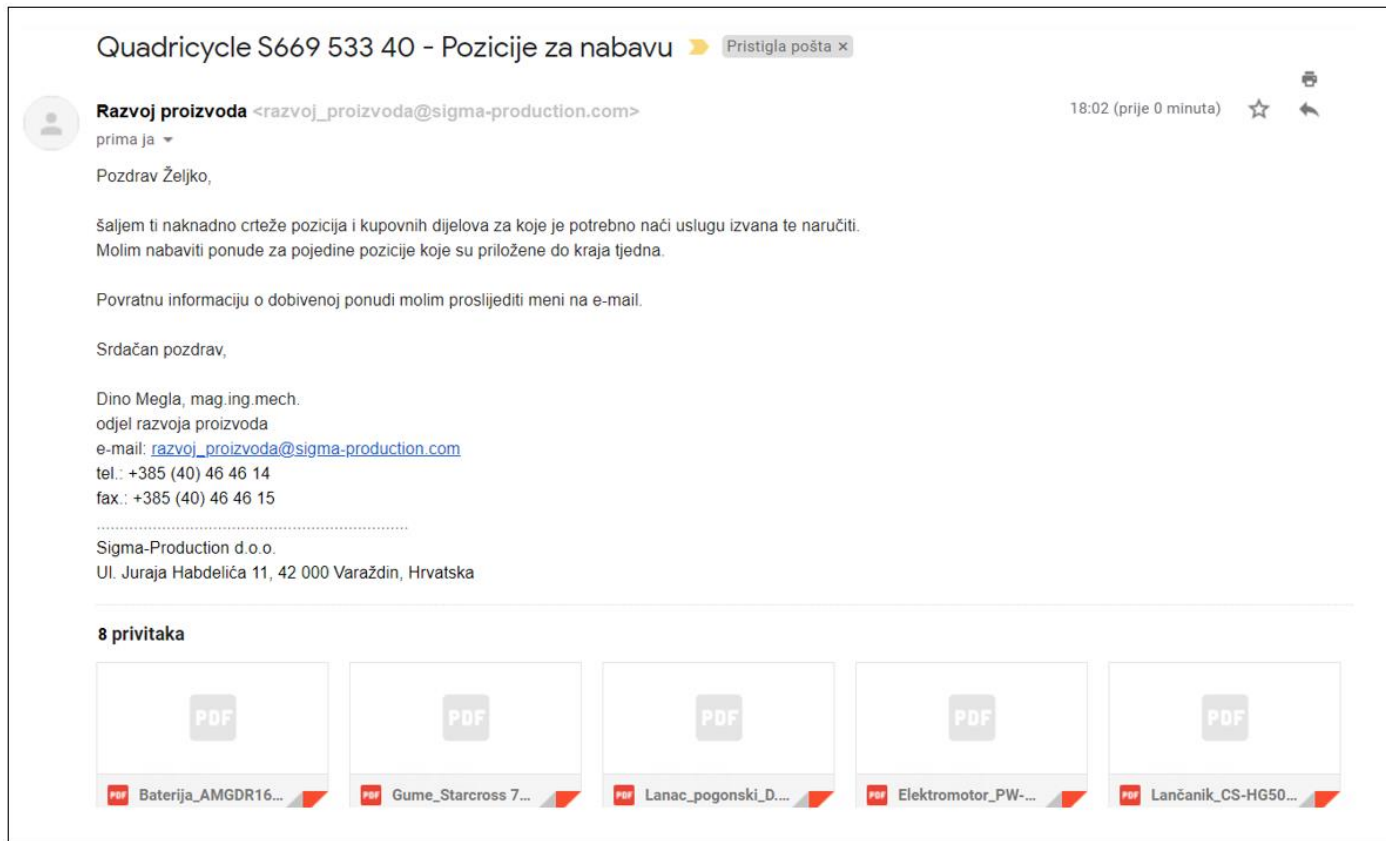 Quadricycle S669 533 40 - Pozicije za nabavu Pristigla pošta ×
Razvoj proizvoda <razvoj_proizvoda@sigma-production.com> 18:02 (prije 0 minuta)
prima ja
Pozdrav Željko,
šaljem ti naknadno crteže pozicija i kupovnih dijelova za koje je potrebno naći uslugu izvana te naručiti.
Molim nabaviti ponude za pojedine pozicije koje su priložene do kraja tjedna.
Povratnu informaciju o dobivenoj ponudi molim proslijediti meni na e-mail.
Srdačan pozdrav,
Dino Megla, mag.ing.mech.
odjel razvoja proizvoda
e-mail: razvoj_proizvoda@sigma-production.com
tel.: +385 (40) 46 46 14
fax.: +385 (40) 46 46 15
................................................................
Sigma-Production d.o.o.
Ul. Juraja Habdelića 11, 42 000 Varaždin, Hrvatska
8 privitaka
PDF PDF PDF PDF PDF
PDF Baterija_AMGDR16... PDF Gume_Starcross 7... PDF Lanac_pogonski_D.... PDF Elektromotor_PW-... PDF Lančanik_CS-HG50...